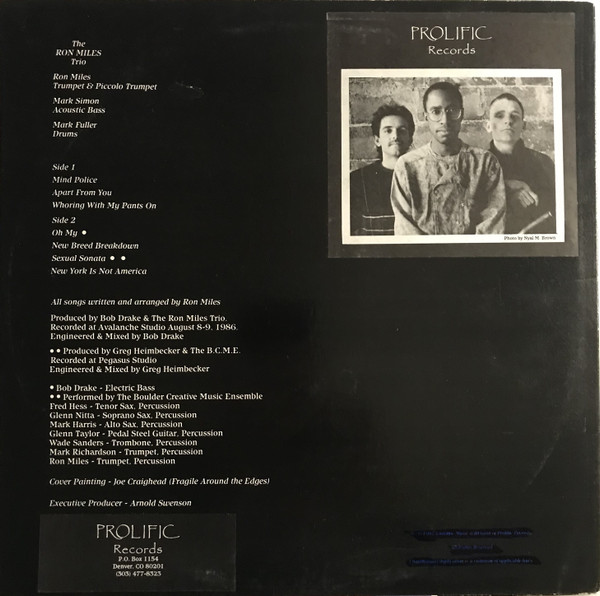 The
RON MILES
Trio
Ron Miles
Trumpet & Piccolo Trumpet
Mark Simon
Acoustic Bass
Mark Fuller
Drums
Side 1
Mind Police
Apart From You
Whoring With My Pants On
Side 2
Oh My •
New Breed Breakdown
Sexual Sonata • •
New York Is Not America
All songs written and arranged by Ron Miles
Produced by Bob Drake & The Ron Miles Trio.
Recorded at Avalanche Studio August 8-9, 1986.
Engineered & Mixed by Bob Drake
• • Produced by Greg Heimbecker & The B.C.M.E.
Recorded at Pegasus Studio
Engineered & Mixed by Greg Heimbecker
• Bob Drake - Electric Bass
• • Performed by The Boulder Creative Music Ensemble
Fred Hess - Tenor Sax, Percussion
Glenn Nitta - Soprano Sax, Percussion
Mark Harris - Alto Sax, Percussion
Glenn Taylor - Pedal Steel Guitar, Percussion
Wade Sanders - Trombone, Percussion
Mark Richardson - Trumpet, Percussion
Ron Miles - Trumpet, Percussion
Cover Painting - Joe Craighead (Fragile Around the Edges)
Executive Producer - Arnold Swenson
PROLIFIC
Records
P.O. Box 1154
Denver, CO 80201
(303) 477-8323
PROLIFIC
Records
Photo by Nyal M. Brown